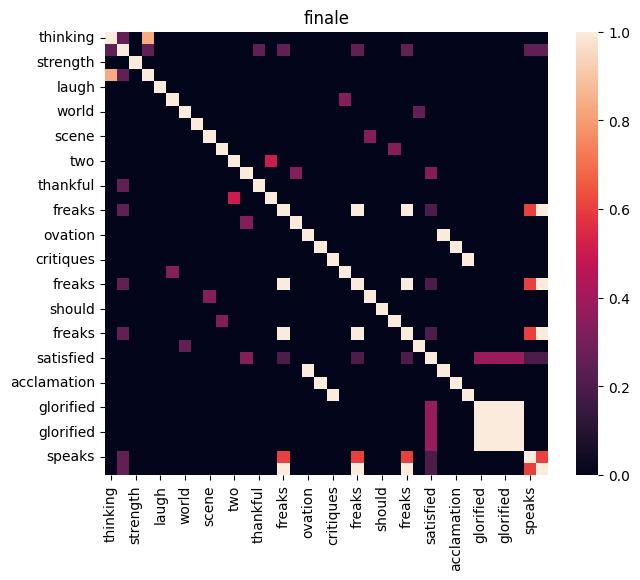 finale
thinking
strength
laugh
world
scene
two
thankful
freaks
ovation
critiques
freaks
should
freaks
satisfied
acclamation
glorified
glorified
speaks
thinking
strength
laugh
world
scene
two
thankful
freaks
ovation
critiques
freaks
should
freaks
satisfied
acclamation
glorified
glorified
speaks
1.0
0.8
0.6
0.4
0.2
0.0